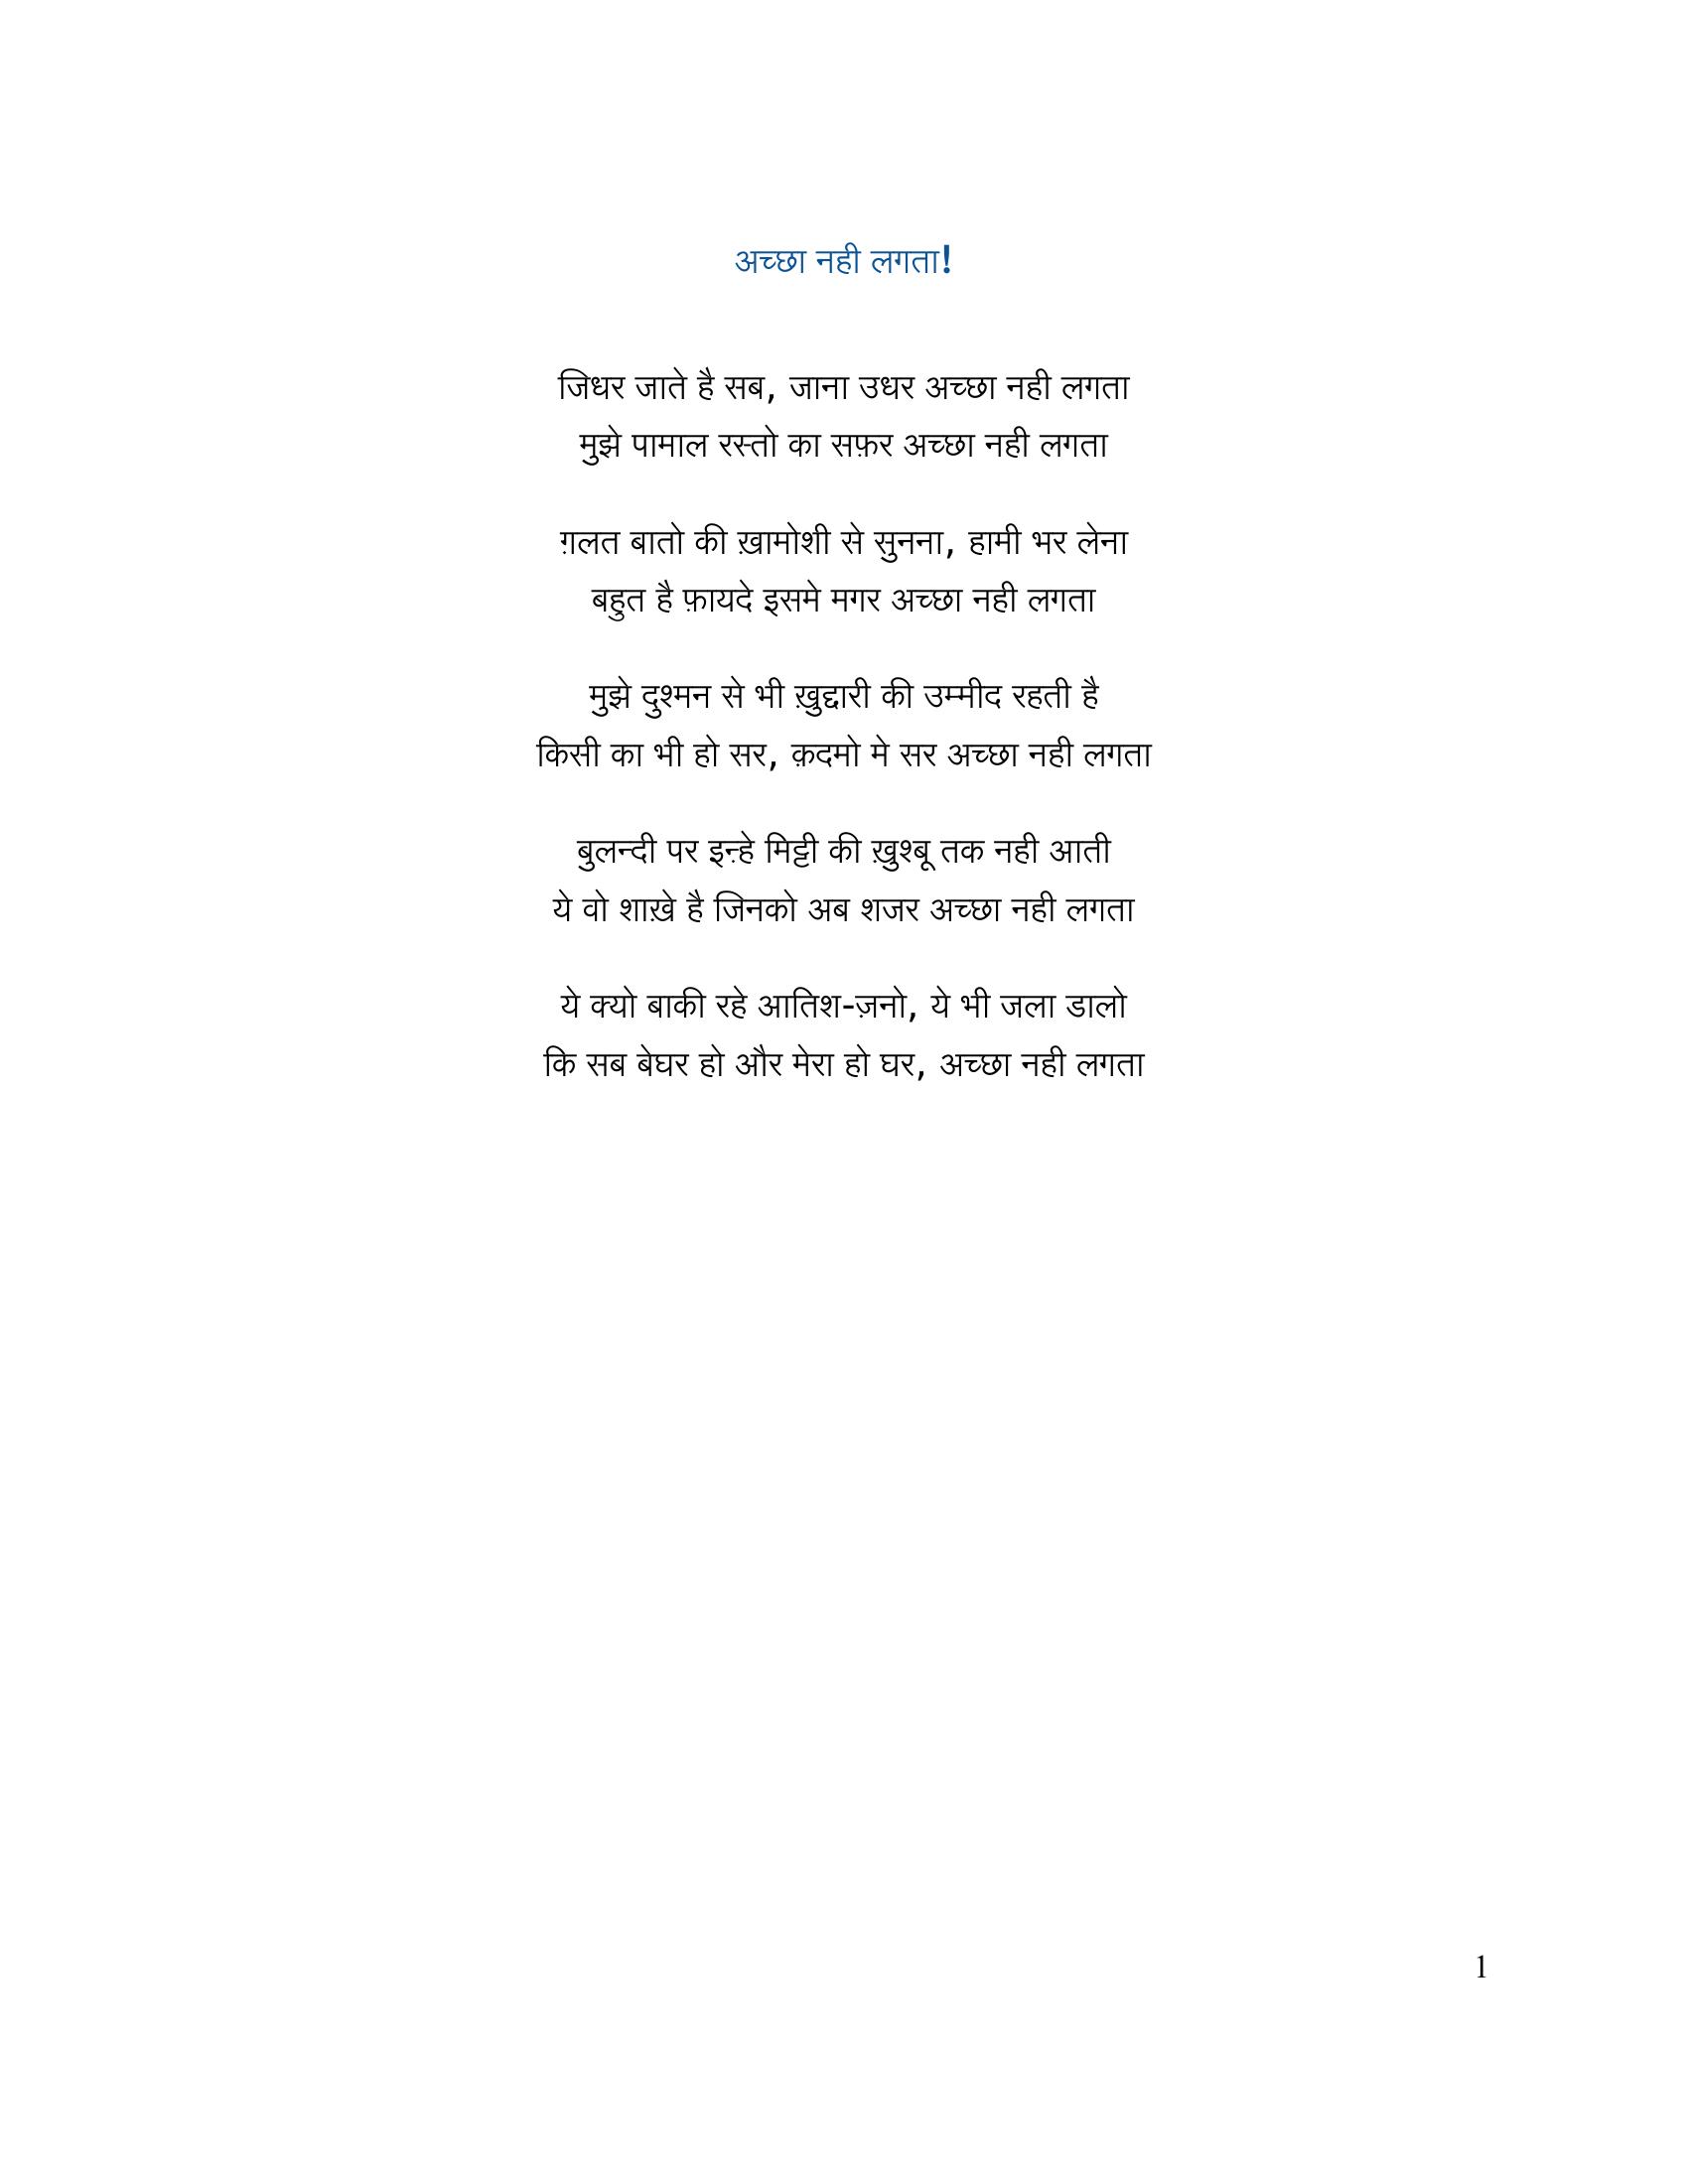 अच्छा नही लगता!
जिधर जाते है सब, जाना उधर अच्छा नही लगता
मुझे पामाल रस्तो का सफ़र अच्छा नही लगता
ग़लत बातो की ख़ामोशी से सुनना, हामी भर लेना
बहुत है फ़ायदे इसमे मगर अच्छा नही लगता
मुझे दुश्मन से भी ख़ुद्दारी की उम्मीद रहती है
किसी का भी हो सर, क़दमो मे सर अच्छा नही लगता
बुलन्दी पर इन्हे मिट्टी की ख़ुश्बू तक नही आती
ये वो शाख़े है जिनको अब शजर अच्छा नही लगता
ये क्यो बाकी रहे आतिश-ज़नो, ये भी जला डालो
कि सब बेघर हो और मेरा हो घर, अच्छा नही लगता
1